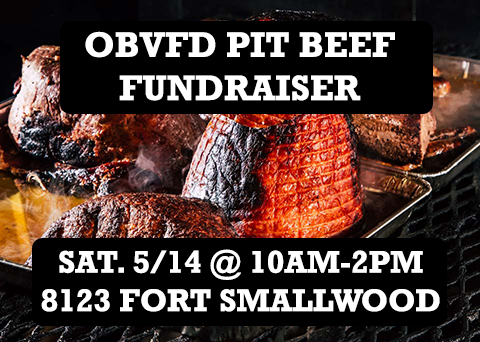 OBVFD PIT BEEF
FUNDRAISER
SAT. 5/14 @ 10AM-2PM
8123 FORT SMALLWOOD